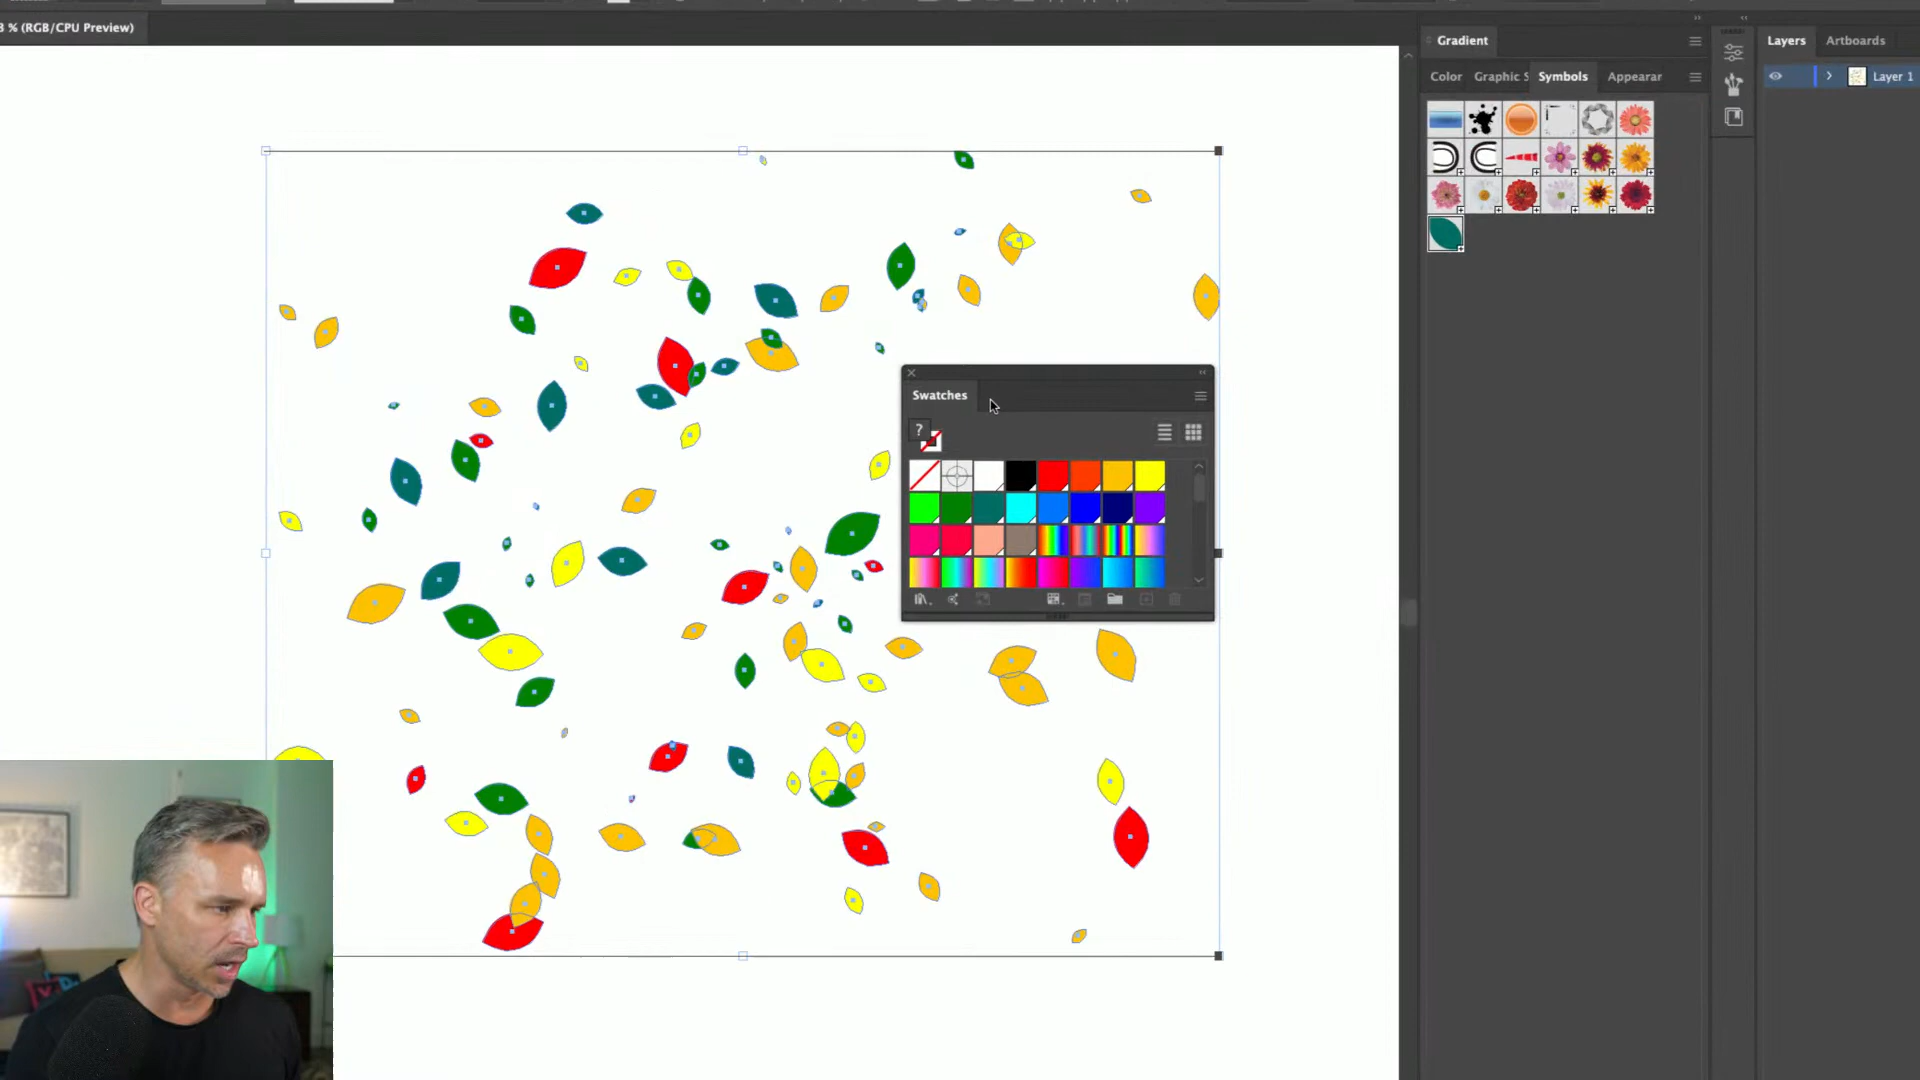 3 % (RGB/CPU Preview)
Gradient
Color
Graphic S
Symbols
Appearar
Layers
Artboards
Layer 1
Swatches
?